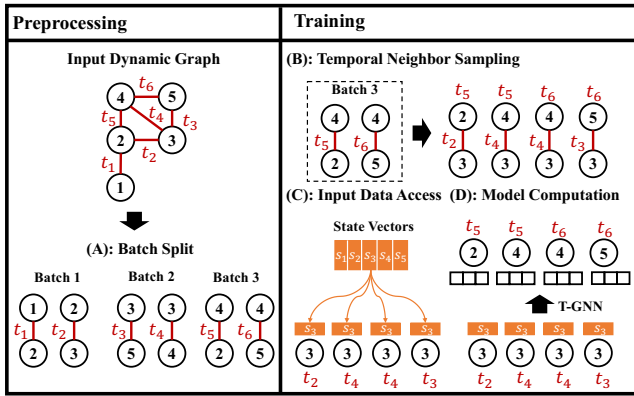 Preprocessing
Training
Input Dynamic Graph
t6
4 5
t5 t4 t3
2 3
t2
t1
1
(A): Batch Split
Batch 1 Batch 2 Batch 3
1 2 3 3 4 4
t1 t2 t3 t4 t5 t6
2 3 5 4 2 5
(B): Temporal Neighbor Sampling
Batch 3
4 4
t5 t6
2 5
t5 t5 t6 t6
2 4 4 5
t2 t4 t4 t3
3 3 3 3
(C): Input Data Access
State Vectors
s1 s2 s3 s4 s5
s3 s3 s3 s3
3 3 3 3
t2 t4 t4 t3
(D): Model Computation
t5 t5 t6 t6
2 4 4 5
T-GNN
s3 s3 s3 s3
3 3 3 3
t2 t4 t4 t3